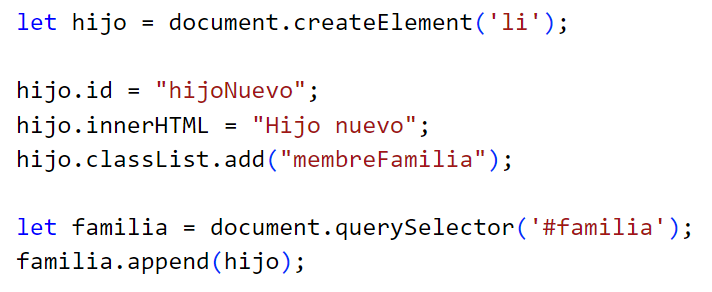 let hijo = document.createElement('li');
hijo.id = "hijoNuevo";
hijo.innerHTML = "Hijo nuevo";
hijo.classList.add("membreFamilia");
let familia = document.querySelector('#familia');
familia.append(hijo);